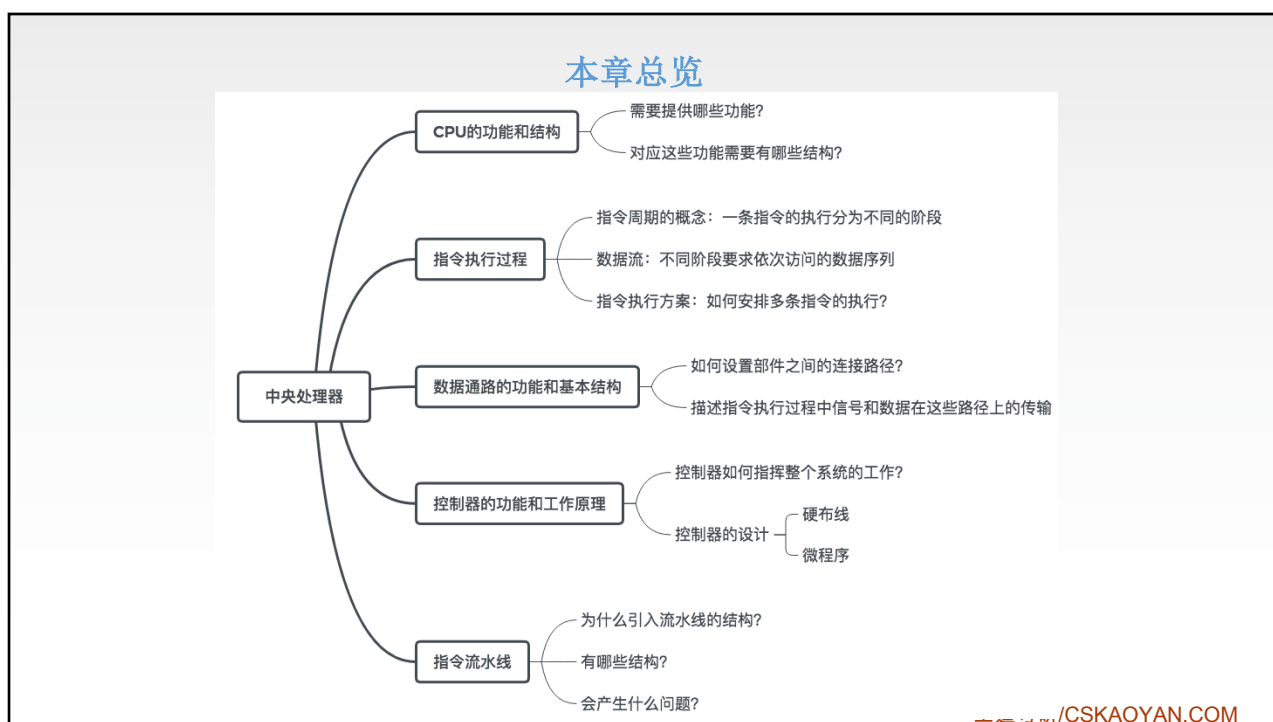 本章总览
中央处理器
CPU的功能和结构
需要提供哪些功能?
对应这些功能需要有哪些结构?
指令执行过程
指令周期的概念：一条指令的执行分为不同的阶段
数据流：不同阶段要求依次访问的数据序列
指令执行方案：如何安排多条指令的执行?
数据通路的功能和基本结构
如何设置部件之间的连接路径?
描述指令执行过程中信号和数据在这些路径上的传输
控制器的功能和工作原理
控制器如何指挥整个系统的工作?
控制器的设计
硬布线
微程序
指令流水线
为什么引入流水线的结构?
有哪些结构?
会产生什么问题?
/CSKAOYAN.COM